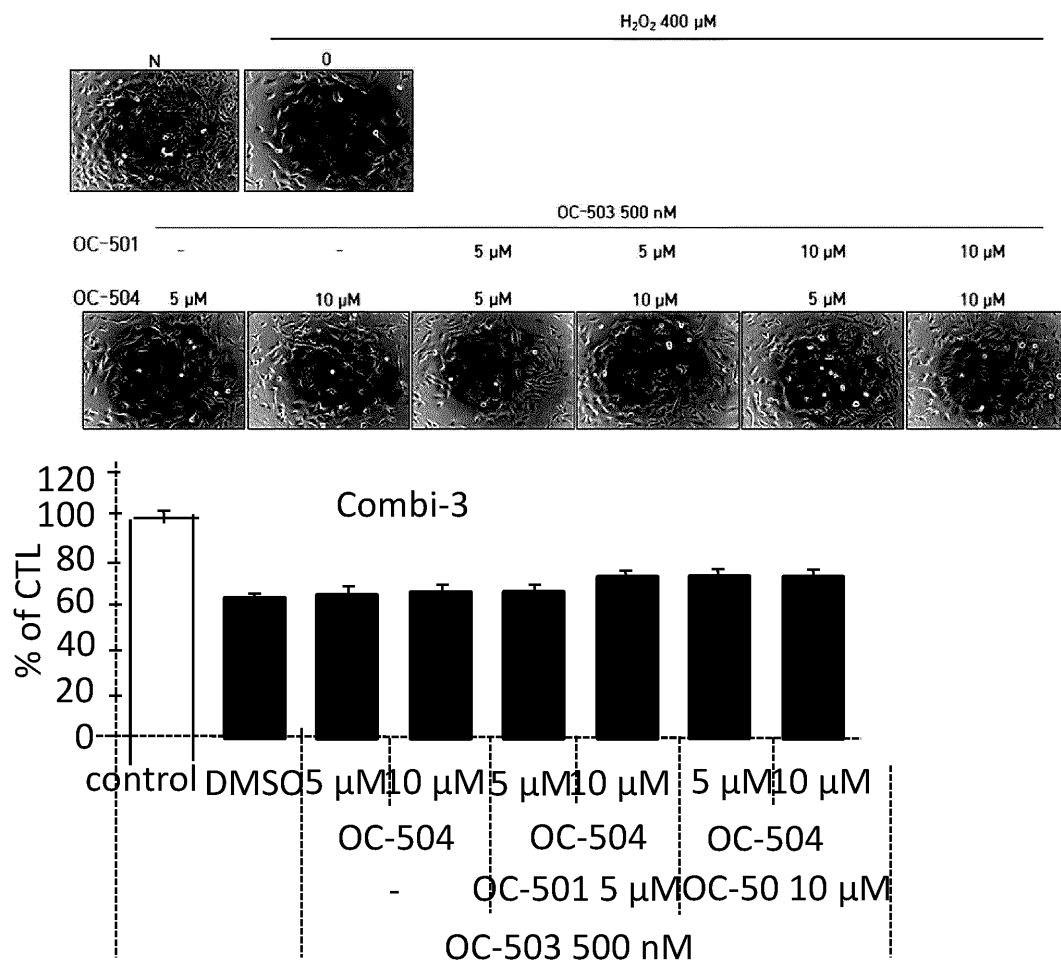 H₂O₂ 400 μM
N 0
OC-503 500 nM
OC-501 - - 5 μM 5 μM 10 μM 10 μM
OC-504 5 μM 10 μM 5 μM 10 μM 5 μM 10 μM
Combi-3
% of CTL
120
100
80
60
40
20
0
control DMSO 5 μM 10 μM 5 μM 10 μM 5 μM 10 μM
OC-504 OC-504 OC-504
- OC-501 5 μM OC-50 10 μM
OC-503 500 nM